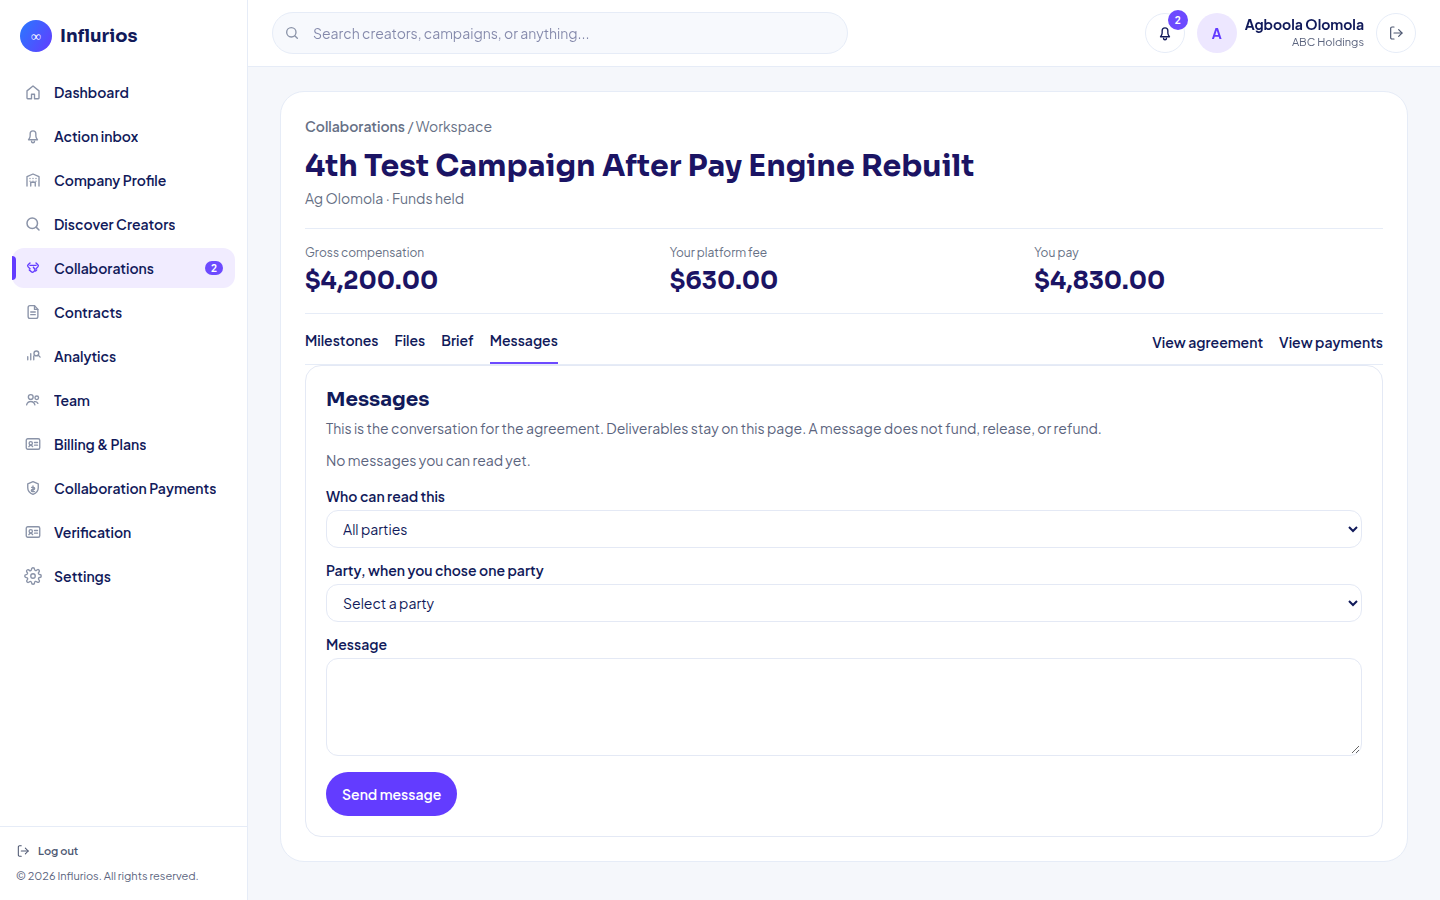 Influrios
Search creators, campaigns, or anything...
2
A
Agboola Olomola
ABC Holdings
Dashboard
Action inbox
Company Profile
Discover Creators
Collaborations
2
Contracts
Analytics
Team
Billing & Plans
Collaboration Payments
Verification
Settings
Log out
© 2026 Influrios. All rights reserved.
Collaborations / Workspace
4th Test Campaign After Pay Engine Rebuilt
Ag Olomola · Funds held
Gross compensation
$4,200.00
Your platform fee
$630.00
You pay
$4,830.00
Milestones
Files
Brief
Messages
View agreement
View payments
Messages
This is the conversation for the agreement. Deliverables stay on this page. A message does not fund, release, or refund.
No messages you can read yet.
Who can read this
All parties
Party, when you chose one party
Select a party
Message
Send message